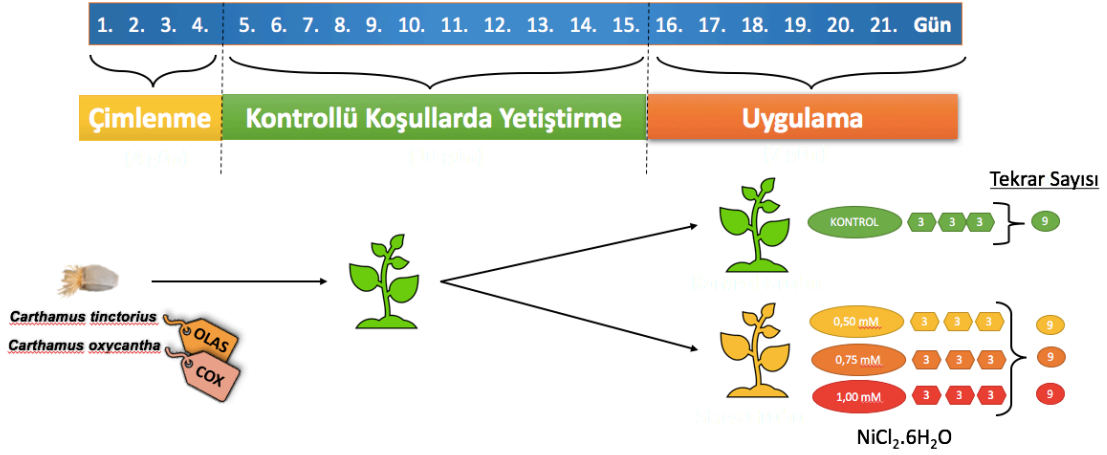 1. 2. 3. 4. 5. 6. 7. 8. 9. 10. 11. 12. 13. 14. 15. 16. 17. 18. 19. 20. 21. Gün
Çimlenme Kontrollü Koşullarda Yetiştirme Uygulama
Tekrar Sayısı
KONTROL 3 3 3 9
Carthamus tinctorius
OLAS
Carthamus oxycantha
COX
0,50 mM 3 3 3 9
0,75 mM 3 3 3 9
1,00 mM 3 3 3 9
NiCl₂.6H₂O